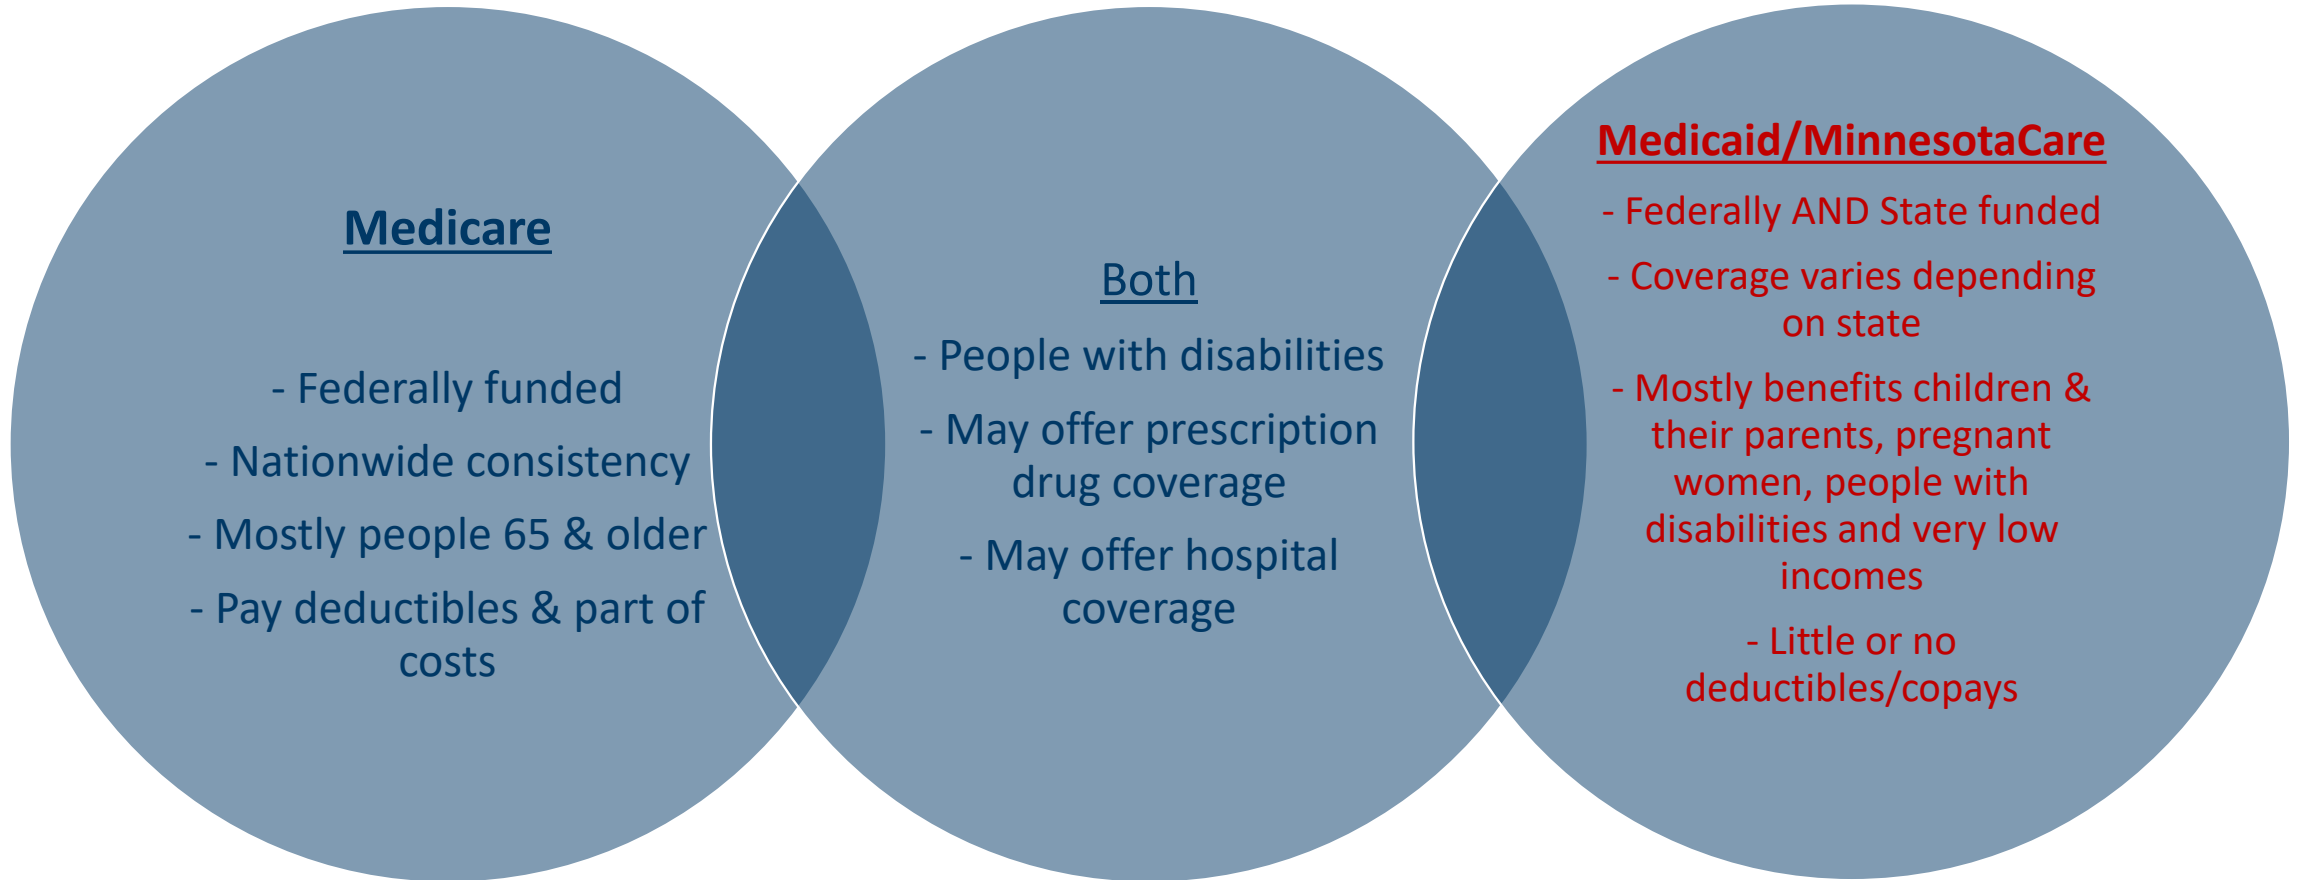 Medicare
- Federally funded
- Nationwide consistency
- Mostly people 65 & older
- Pay deductibles & part of
costs
Both
- People with disabilities
- May offer prescription
drug coverage
- May offer hospital
coverage
Medicaid/MinnesotaCare
- Federally AND State funded
- Coverage varies depending
on state
- Mostly benefits children &
their parents, pregnant
women, people with
disabilities and very low
incomes
- Little or no
deductibles/copays